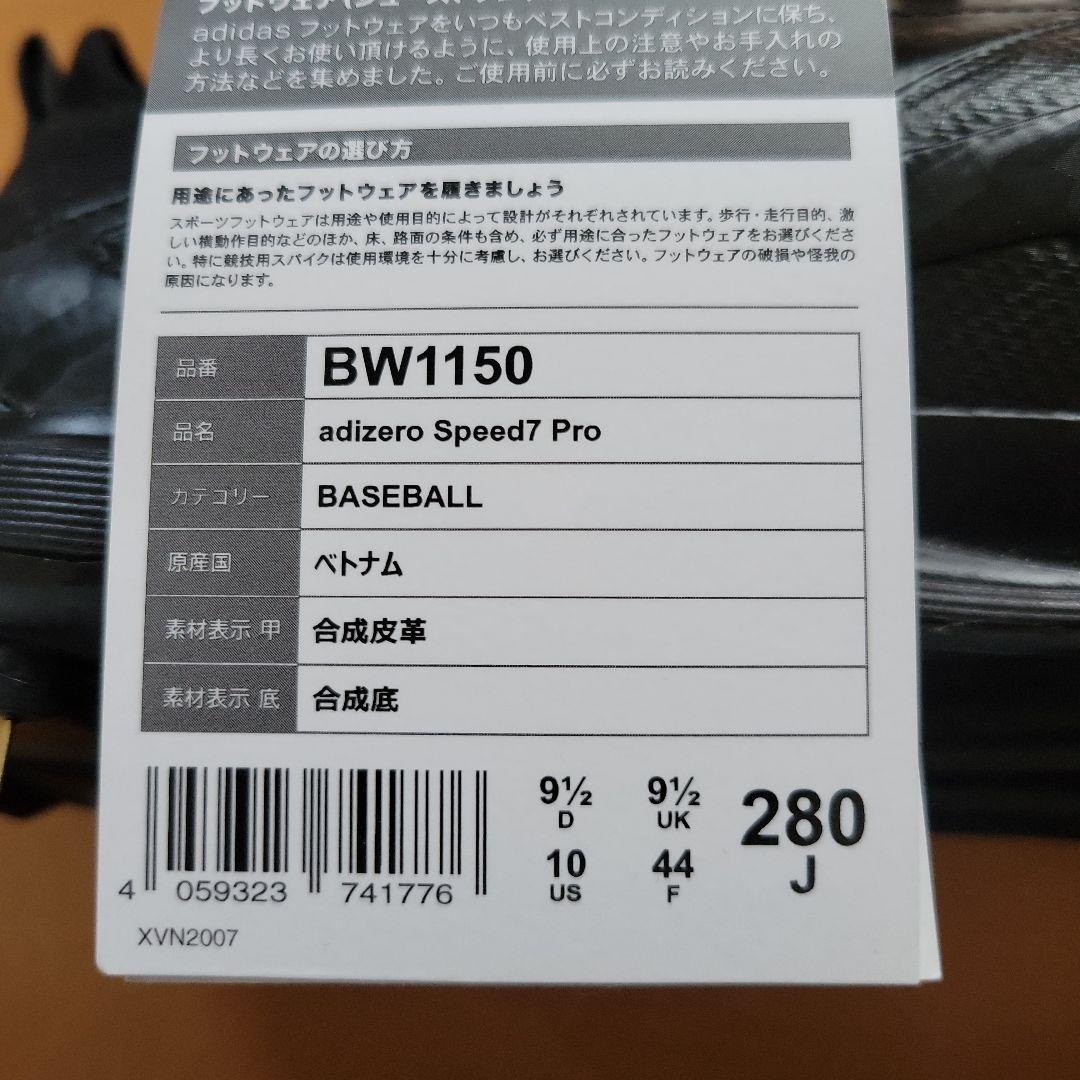 フットウェア(シューズ、
adidas フットウェアをいつもベストコンディションに保ち、
より長くお使い頂けるように、使用上の注意やお手入れの
方法などを集めました。ご使用前に必ずお読みください。
フットウェアの選び方
用途にあったフットウェアを履きましょう
スポーツフットウェアは用途や使用目的によって設計がそれぞれされています。歩行・走行目的、激
しい横動作目的などのほか、床、路面の条件も含め、必ず用途に合ったフットウェアをお選びくださ
い。特に競技用スパイクは使用環境を十分に考慮し、お選びください。フットウェアの破損や怪我の
原因になります。
品番 BW1150
品名 adizero Speed7 Pro
カテゴリー BASEBALL
原産国 ベトナム
素材表示 甲 合成皮革
素材表示 底 合成底
9½ D 9½ UK 280 J
10 US 44 F
4 059323 741776
XVN2007